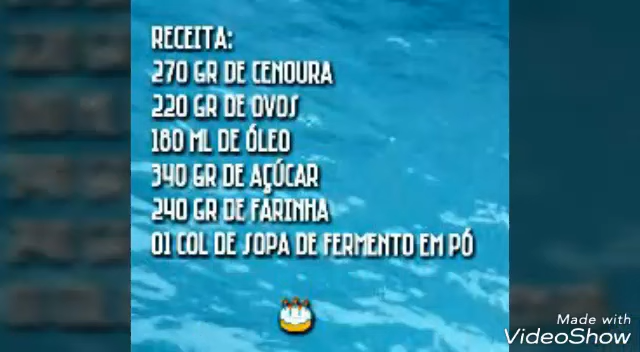 RECEITA:
270 GR DE CENOURA
220 GR DE OVOS
180 ML DE ÓLEO
340 GR DE AÇÚCAR
240 GR DE FARINHA
01 COL DE SOPA DE FERMENTO EM PÓ
Made with
VideoShow